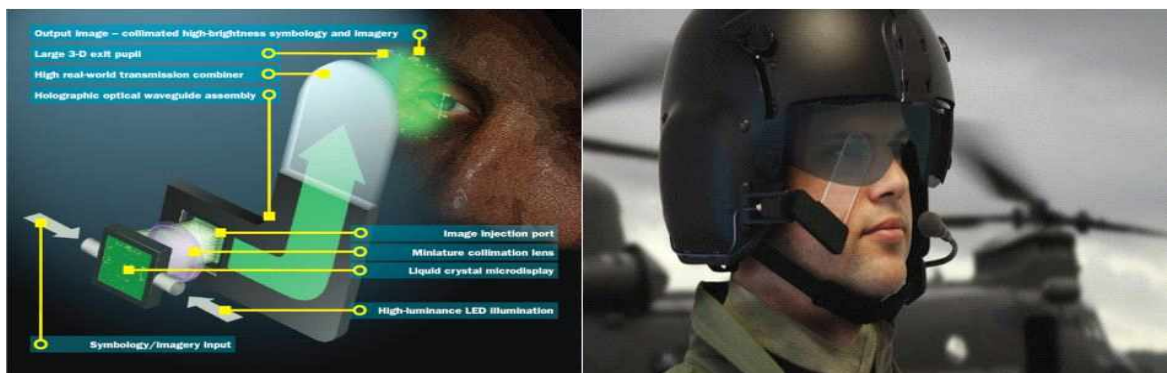 Output image – collimated high-brightness symbology and imagery
Large 3-D exit pupil
High real-world transmission combiner
Holographic optical waveguide assembly
Image injection port
Miniature collimation lens
Liquid crystal microdisplay
High-luminance LED illumination
Symbology/Imagery input